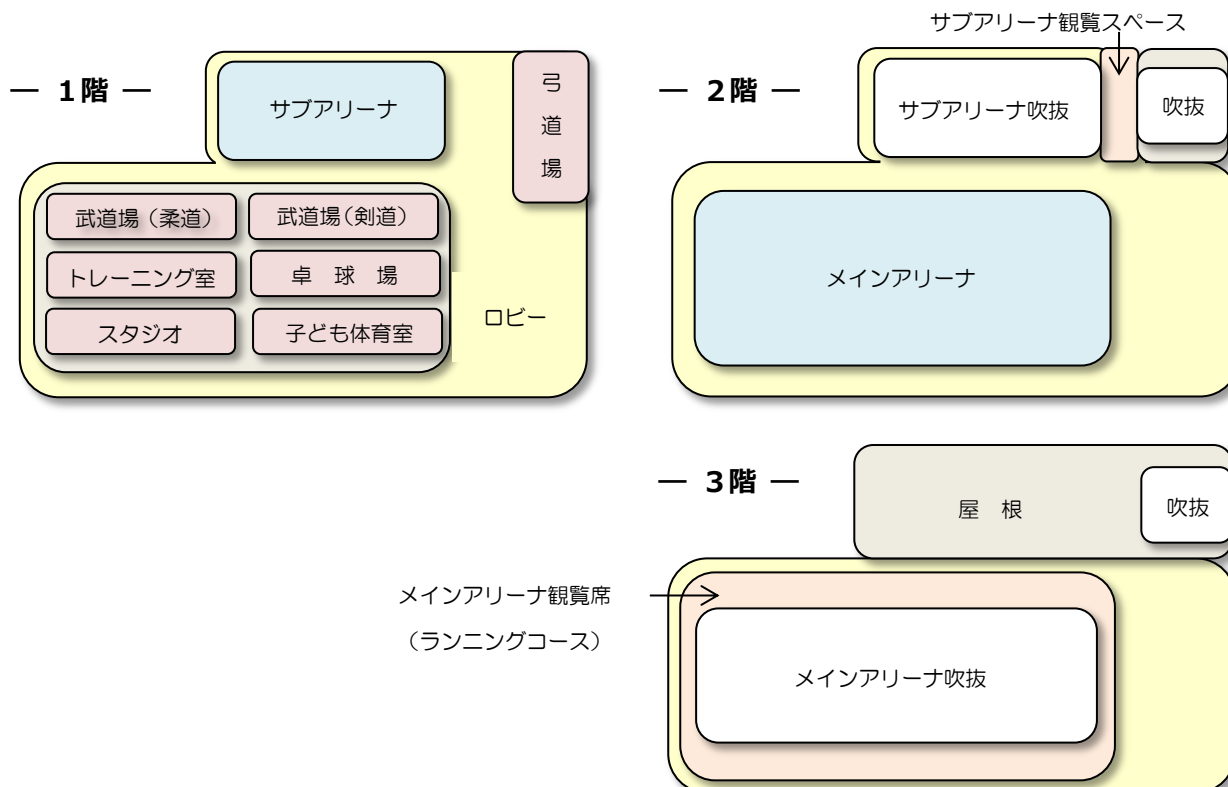 ― 1階 ―
サブアリーナ
弓
道
場
武道場（柔道）
武道場（剣道）
トレーニング室
卓　球　場
スタジオ
子ども体育室
ロビー
サブアリーナ観覧スペース
― 2階 ―
サブアリーナ吹抜
吹抜
メインアリーナ
― 3階 ―
屋　根
吹抜
メインアリーナ観覧席
（ランニングコース）
メインアリーナ吹抜